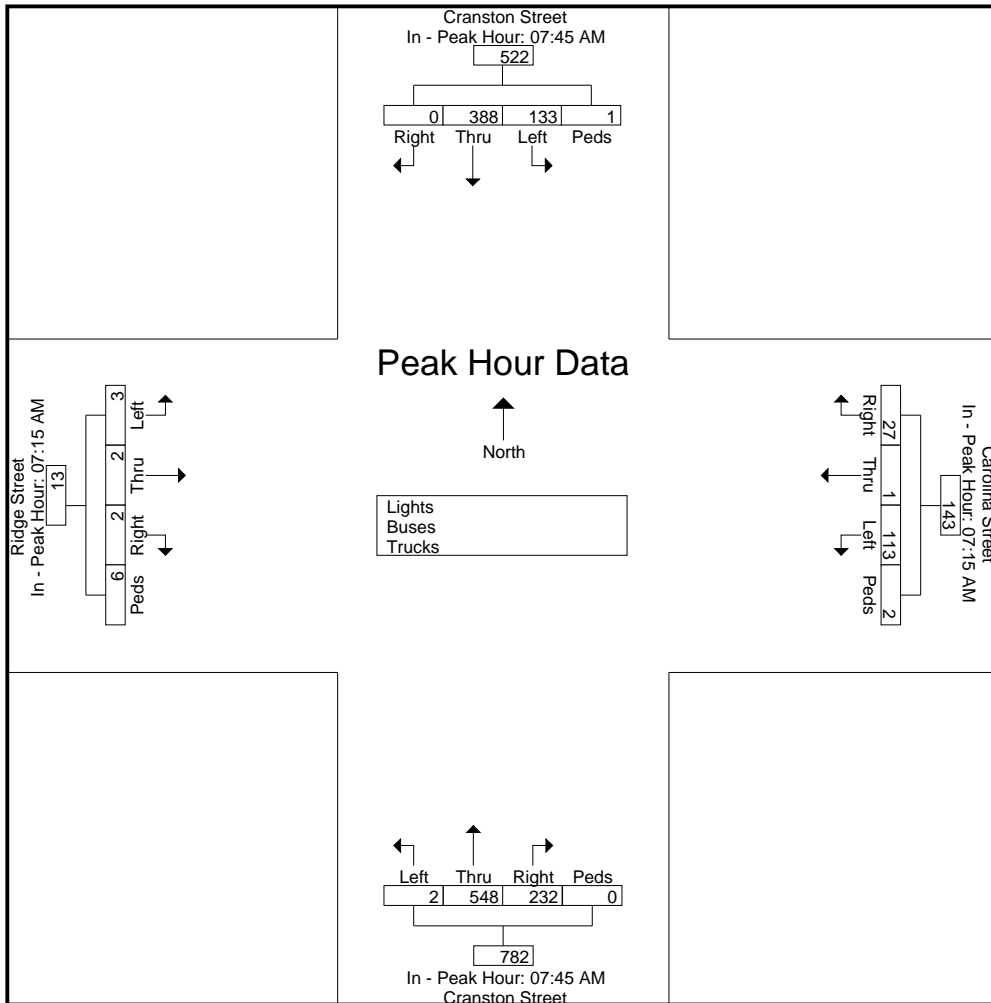 Cranston Street
In - Peak Hour: 07:45 AM
522
0 388 133 1
Right Thru Left Peds
Peak Hour Data
North
Lights
Buses
Trucks
Ridge Street
In - Peak Hour: 07:15 AM
13
3 2 2 6
Left Thru Right Peds
Carolina Street
In - Peak Hour: 07:15 AM
143
27 1 113 2
Right Thru Left Peds
Left Thru Right Peds
2 548 232 0
782
In - Peak Hour: 07:45 AM
Cranston Street